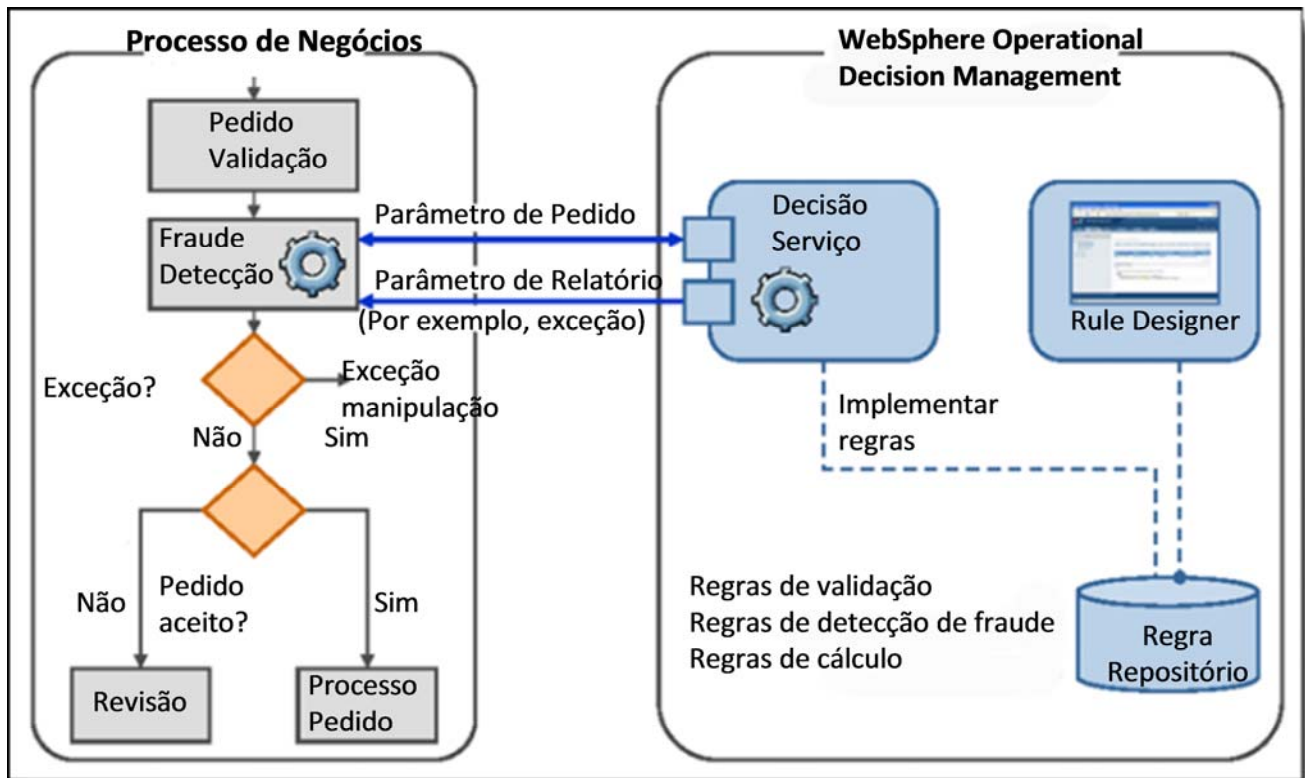 Processo de Negócios
Pedido
Validação
Fraude
Detecção
Parâmetro de Pedido
Parâmetro de Relatório
(Por exemplo, exceção)
Exceção?
Exceção
manipulação
Não
Sim
Não
Pedido
aceito?
Sim
Revisão
Processo
Pedido
WebSphere Operational
Decision Management
Decisão
Serviço
Rule Designer
Implementar
regras
Regras de validação
Regras de detecção de fraude
Regras de cálculo
Regra
Repositório